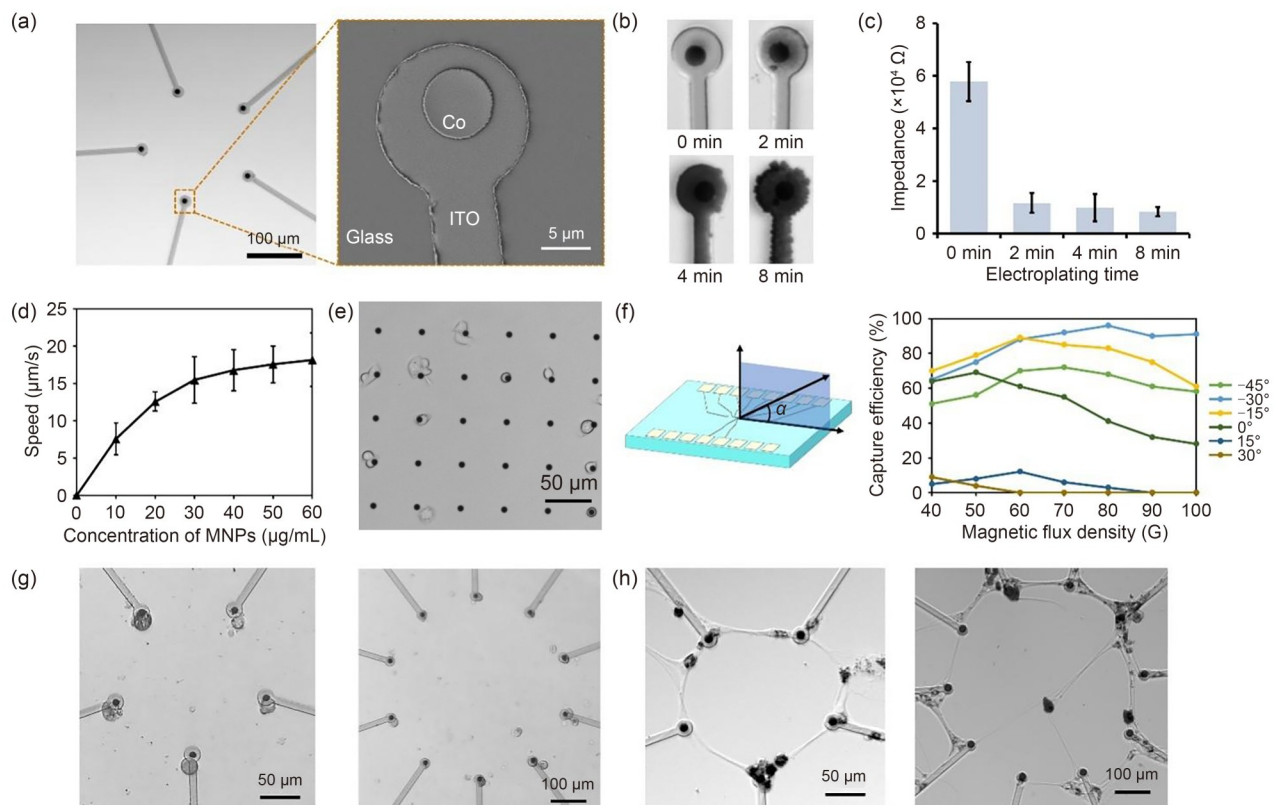 (a)
100 μm
Co
ITO
Glass
5 μm
(b)
0 min
2 min
4 min
8 min
(c)
Impedance (×10⁴ Ω)
8
6
4
2
0
0 min
2 min
4 min
8 min
Electroplating time
(d)
Speed (μm/s)
25
20
15
10
5
0
0
10
20
30
40
50
60
Concentration of MNPs (μg/mL)
(e)
50 μm
(f)
α
Capture efficiency (%)
100
80
60
40
20
0
40
50
60
70
80
90
100
Magnetic flux density (G)
−45°
−30°
−15°
0°
15°
30°
(g)
50 μm
100 μm
(h)
50 μm
100 μm